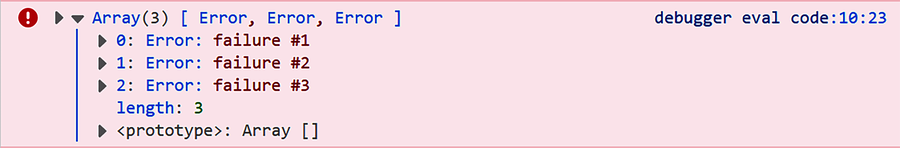 Array(3) [ Error, Error, Error ] debugger eval code:10:23
0: Error: failure #1
1: Error: failure #2
2: Error: failure #3
length: 3
<prototype>: Array []